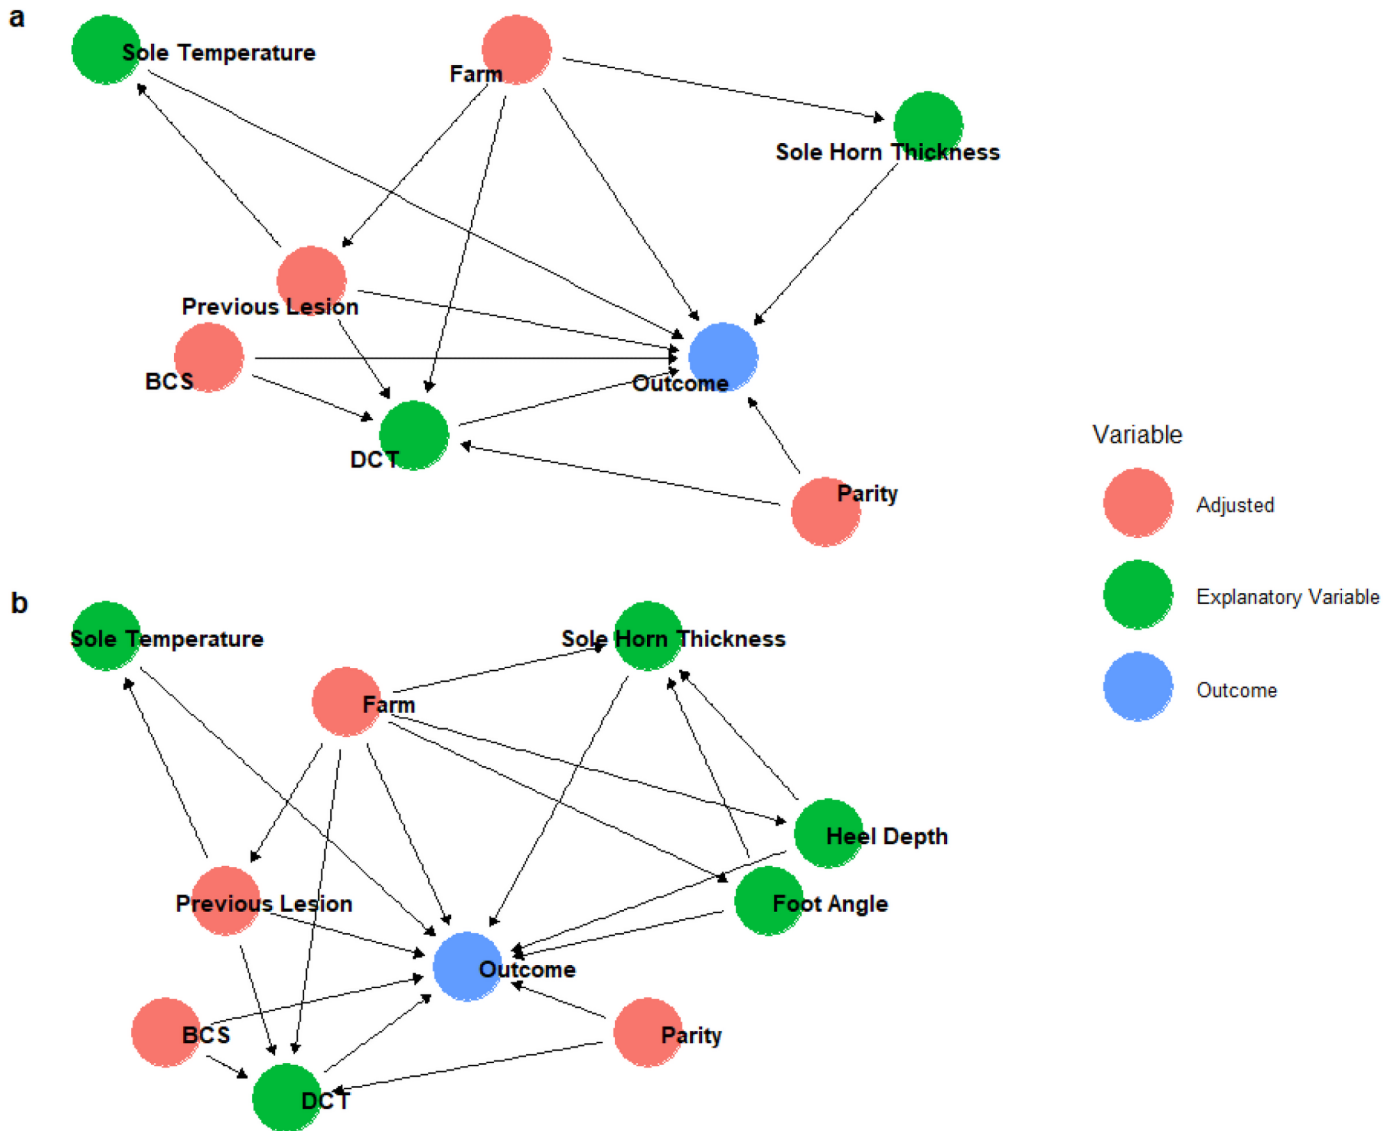 a
Sole Temperature
Farm
Sole Horn Thickness
Previous Lesion
BCS
Outcome
DCT
Parity
Variable
Adjusted
Explanatory Variable
Outcome
b
Sole Temperature
Sole Horn Thickness
Farm
Heel Depth
Previous Lesion
Foot Angle
Outcome
BCS
Parity
DCT